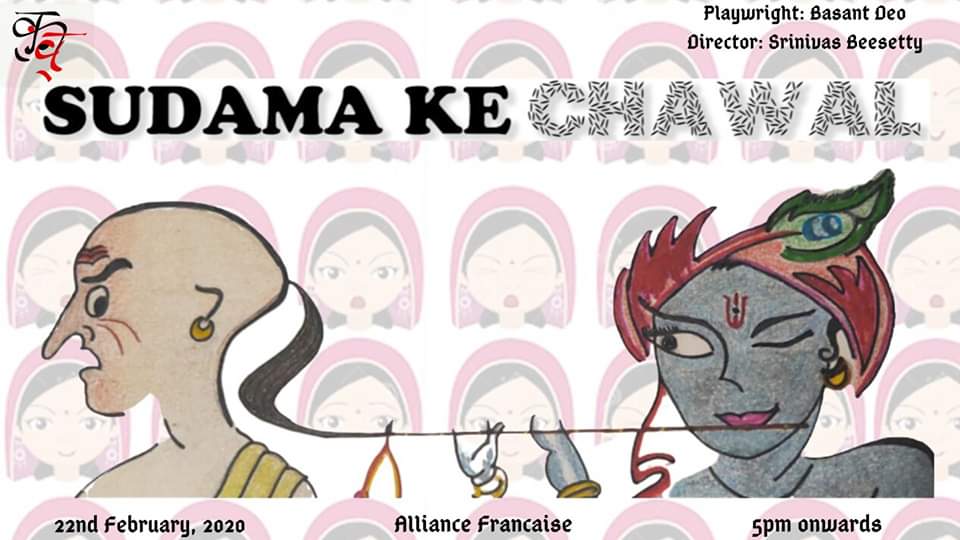 Playwright: Basant Deo
Director: Srinivas Beesetty
SUDAMA KE CHAWAL
22nd February, 2020
Alliance Francaise
5pm onwards